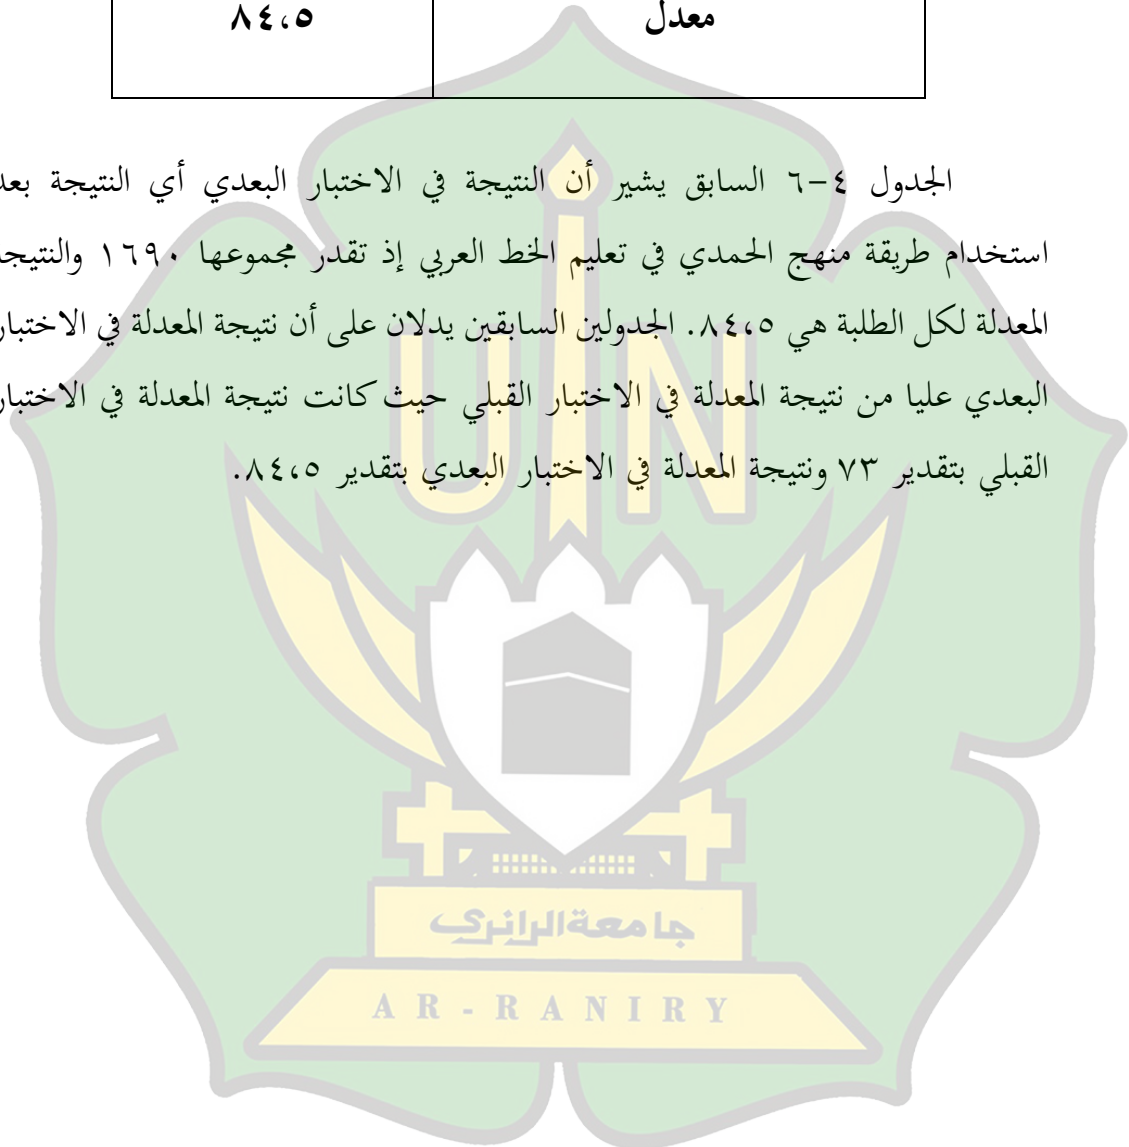 معدل ٨٤،٥
الجدول ٤-٦ السابق يشير أن النتيجة في الاختبار البعدي أي النتيجة بعد
استخدام طريقة منهج الحمدي في تعليم الخط العربي إذ تقدر مجموعها ١٦٩٠ والنتيجة
المعدلة لكل الطلبة هي ٨٤،٥. الجدولين السابقين يدلان على أن نتيجة المعدلة في الاختبار
البعدي عليا من نتيجة المعدلة في الاختبار القبلي حيث كانت نتيجة المعدلة في الاختبار
القبلي بتقدير ٧٣ ونتيجة المعدلة في الاختبار البعدي بتقدير ٨٤،٥.
UIN
جامعة الرانري
AR-RANIRY